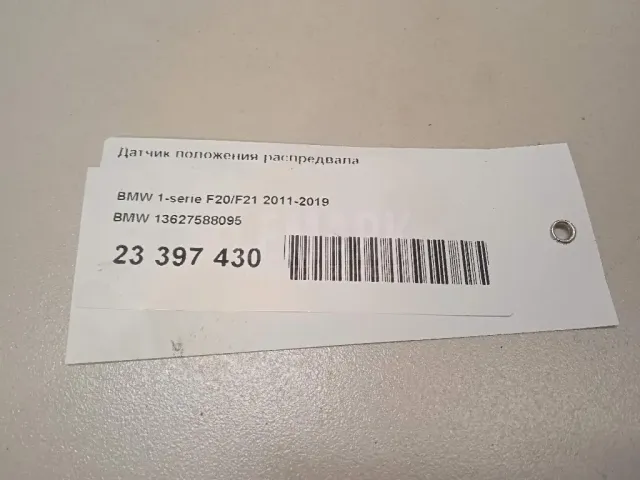 Датчик положения распредвала
BMW 1-serie F20/F21 2011-2019
BMW 13627588095
23 397 430